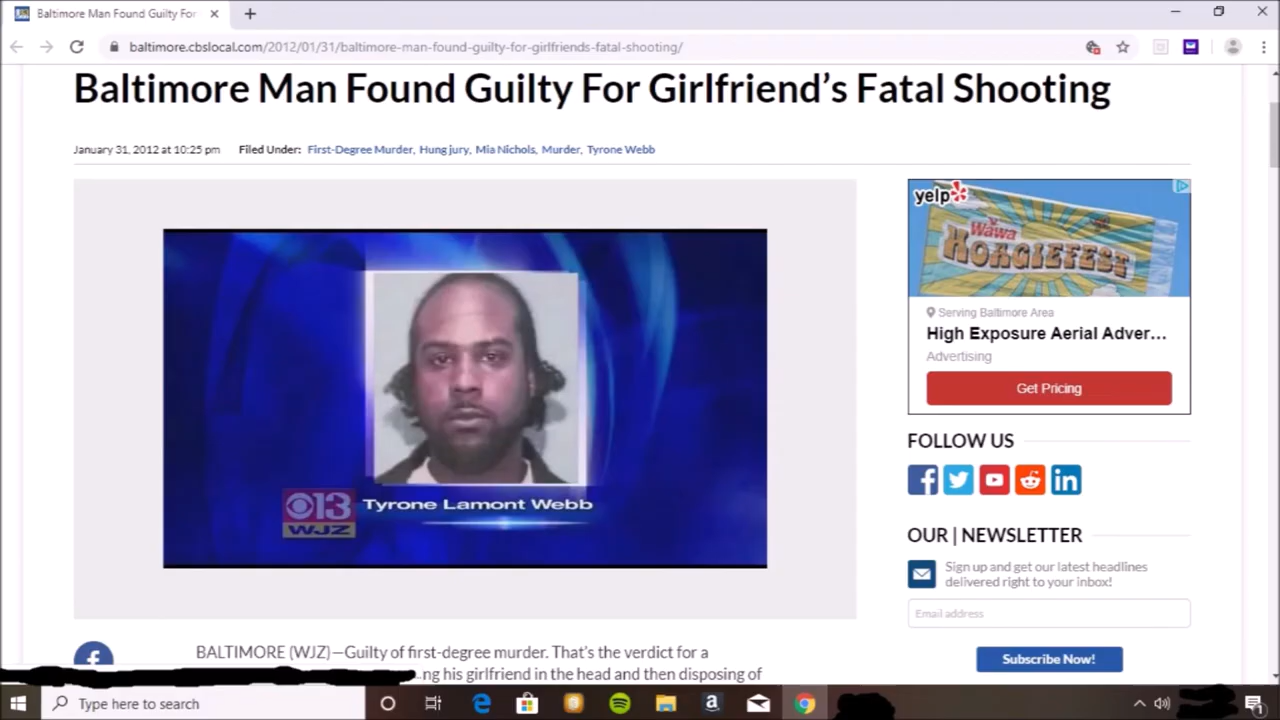 Baltimore Man Found Guilty For
baltimore.cbslocal.com/2012/01/31/baltimore-man-found-guilty-for-girlfriends-fatal-shooting/
Baltimore Man Found Guilty For Girlfriend's Fatal Shooting
January 31, 2012 at 10:25 pm Filed Under: First-Degree Murder, Hung jury, Mia Nichols, Murder, Tyrone Webb
13
WJZ
Tyrone Lamont Webb
yelp
Wawa
HOAGIEFEST
Serving Baltimore Area
High Exposure Aerial Adver...
Advertising
Get Pricing
FOLLOW US
OUR | NEWSLETTER
Sign up and get our latest headlines
delivered right to your inbox!
Email address
Subscribe Now!
BALTIMORE (WJZ)—Guilty of first-degree murder. That's the verdict for a
ng his girlfriend in the head and then disposing of
Type here to search
1